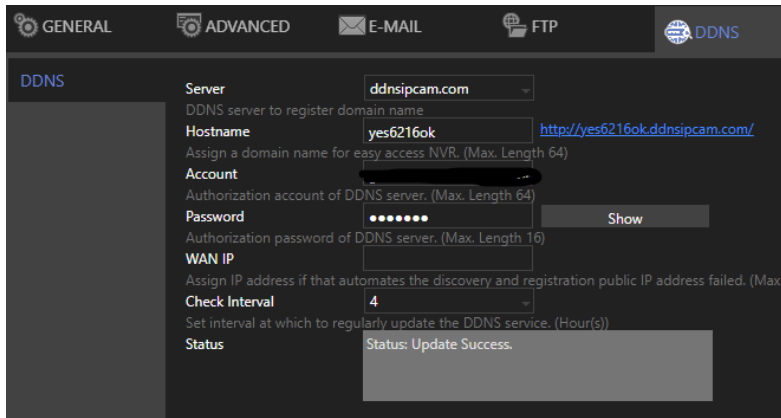 GENERAL ADVANCED E-MAIL FTP DDNS
DDNS
Server ddnsipcam.com
DDNS server to register domain name
Hostname yes6216ok http://yes6216ok.ddnsipcam.com/
Assign a domain name for easy access NVR. (Max. Length 64)
Account
Authorization account of DDNS server. (Max. Length 64)
Password ●●●●●●● Show
Authorization password of DDNS server. (Max. Length 16)
WAN IP
Assign IP address if that automates the discovery and registration public IP address failed. (Max
Check Interval 4
Set interval at which to regularly update the DDNS service. (Hour(s))
Status Status: Update Success.